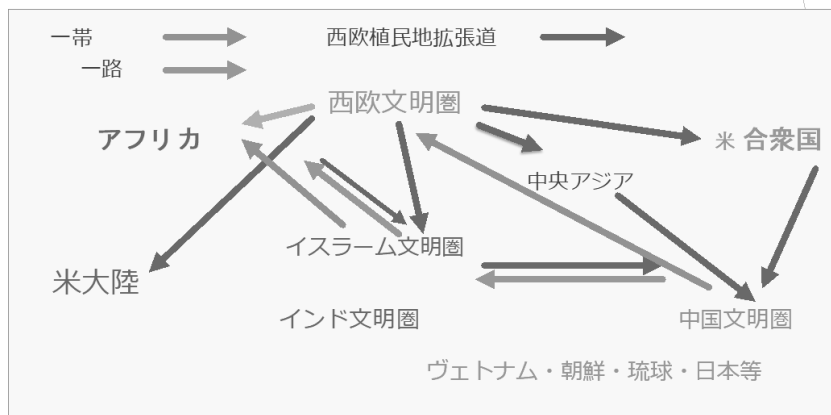 一帯
西欧植民地拡張道
一路
西欧文明圏
アフリカ
米 合衆国
中央アジア
イスラーム文明圏
米大陸
インド文明圏
中国文明圏
ヴェトナム・朝鮮・琉球・日本等